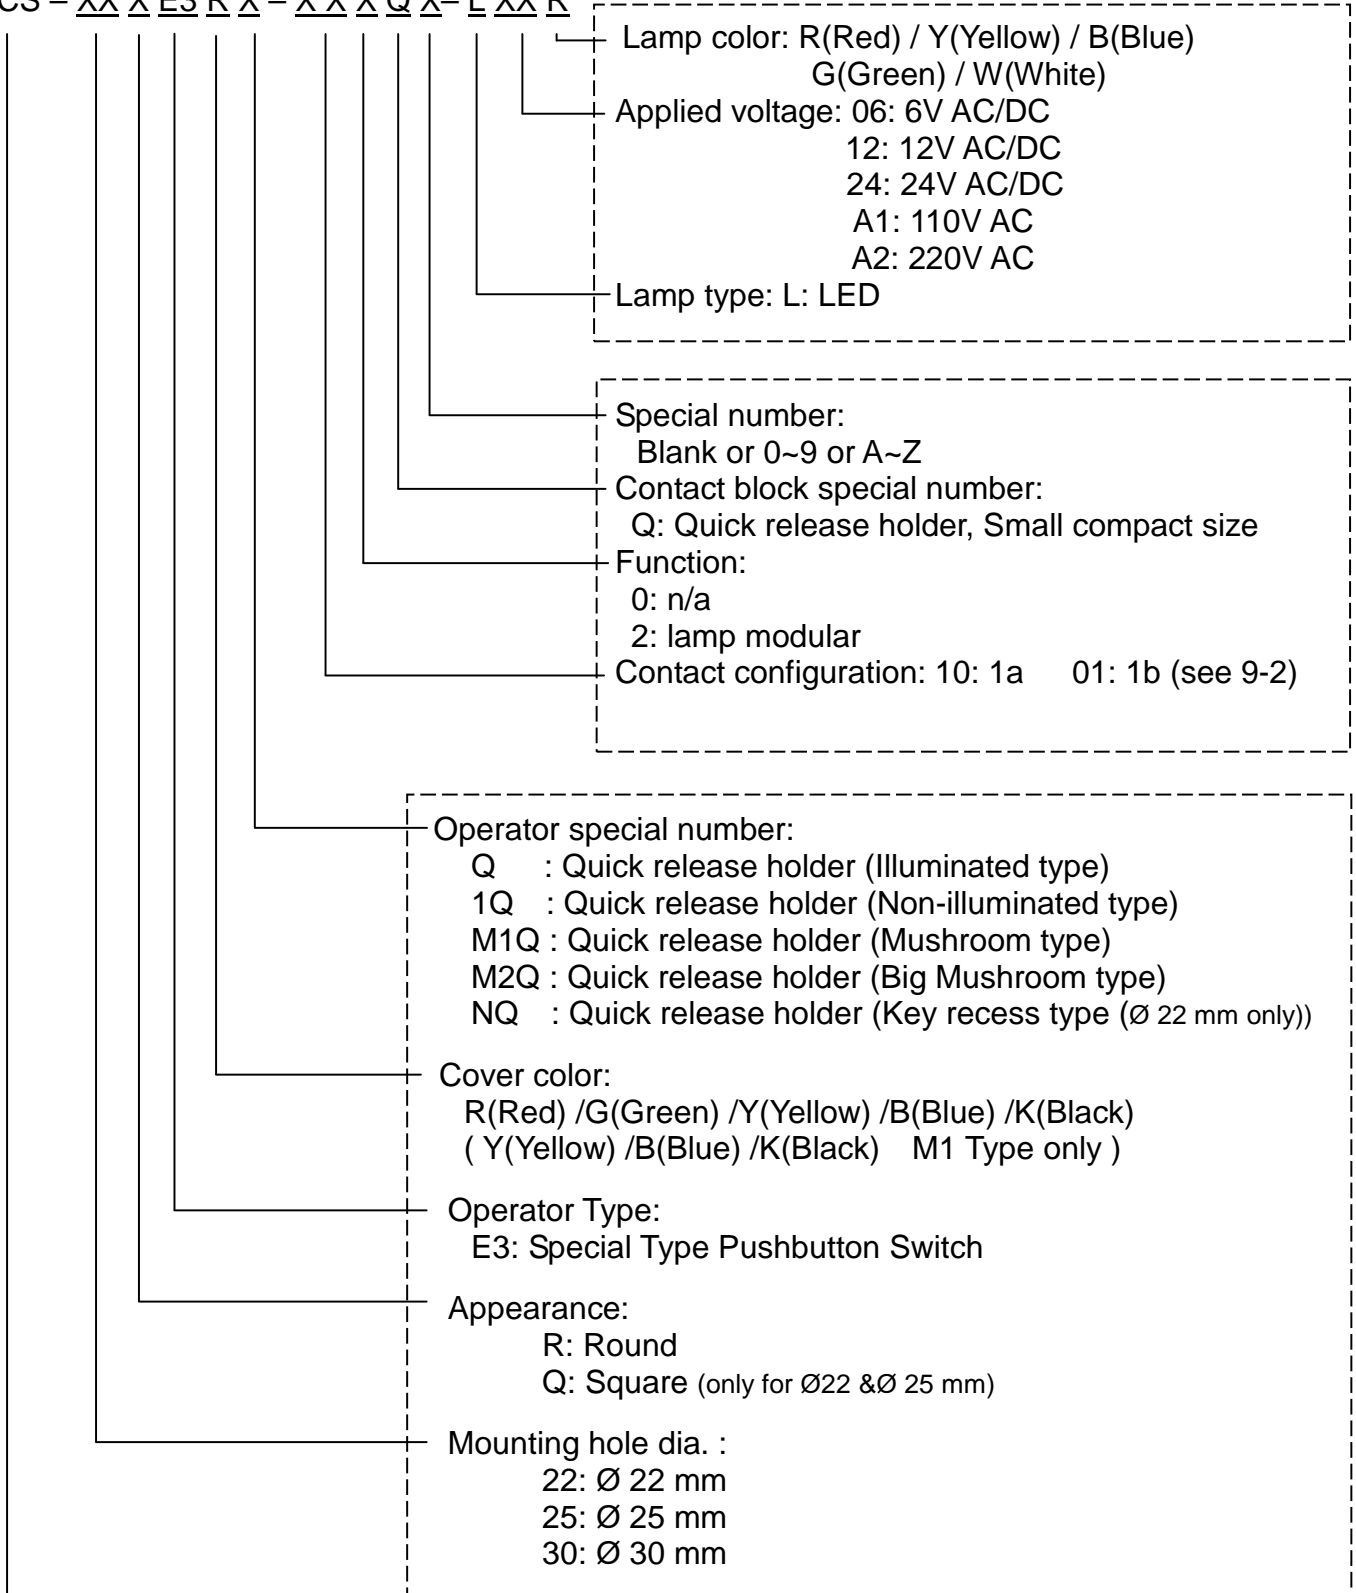 CS – XX X E3 R X – X X X Q X– L XX R
Lamp color: R(Red) / Y(Yellow) / B(Blue)
G(Green) / W(White)
Applied voltage: 06: 6V AC/DC
12: 12V AC/DC
24: 24V AC/DC
A1: 110V AC
A2: 220V AC
Lamp type: L: LED
Special number:
Blank or 0~9 or A~Z
Contact block special number:
Q: Quick release holder, Small compact size
Function:
0: n/a
2: lamp modular
Contact configuration: 10: 1a 01: 1b (see 9-2)
Operator special number:
Q : Quick release holder (Illuminated type)
1Q : Quick release holder (Non-illuminated type)
M1Q : Quick release holder (Mushroom type)
M2Q : Quick release holder (Big Mushroom type)
NQ : Quick release holder (Key recess type (Ø 22 mm only))
Cover color:
R(Red) /G(Green) /Y(Yellow) /B(Blue) /K(Black)
( Y(Yellow) /B(Blue) /K(Black) M1 Type only )
Operator Type:
E3: Special Type Pushbutton Switch
Appearance:
R: Round
Q: Square (only for Ø22 &Ø 25 mm)
Mounting hole dia. :
22: Ø 22 mm
25: Ø 25 mm
30: Ø 30 mm